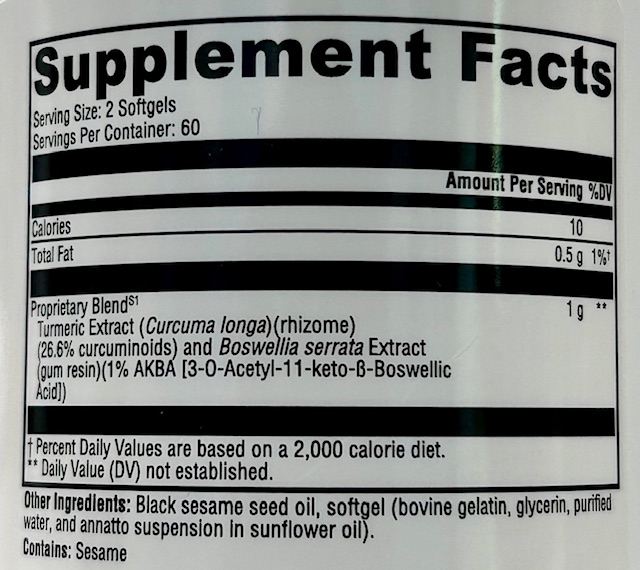 Supplement Facts
Serving Size: 2 Softgels
Servings Per Container: 60
Amount Per Serving %DV
Calories 10
Total Fat 0.5 g 1%†
Proprietary Blend§1 1 g **
Turmeric Extract (Curcuma longa)(rhizome)
(26.6% curcuminoids) and Boswellia serrata Extract
(gum resin)(1% AKBA [3-O-Acetyl-11-keto-ß-Boswellic
Acid])
† Percent Daily Values are based on a 2,000 calorie diet.
** Daily Value (DV) not established.
Other Ingredients: Black sesame seed oil, softgel (bovine gelatin, glycerin, purified
water, and annatto suspension in sunflower oil).
Contains: Sesame